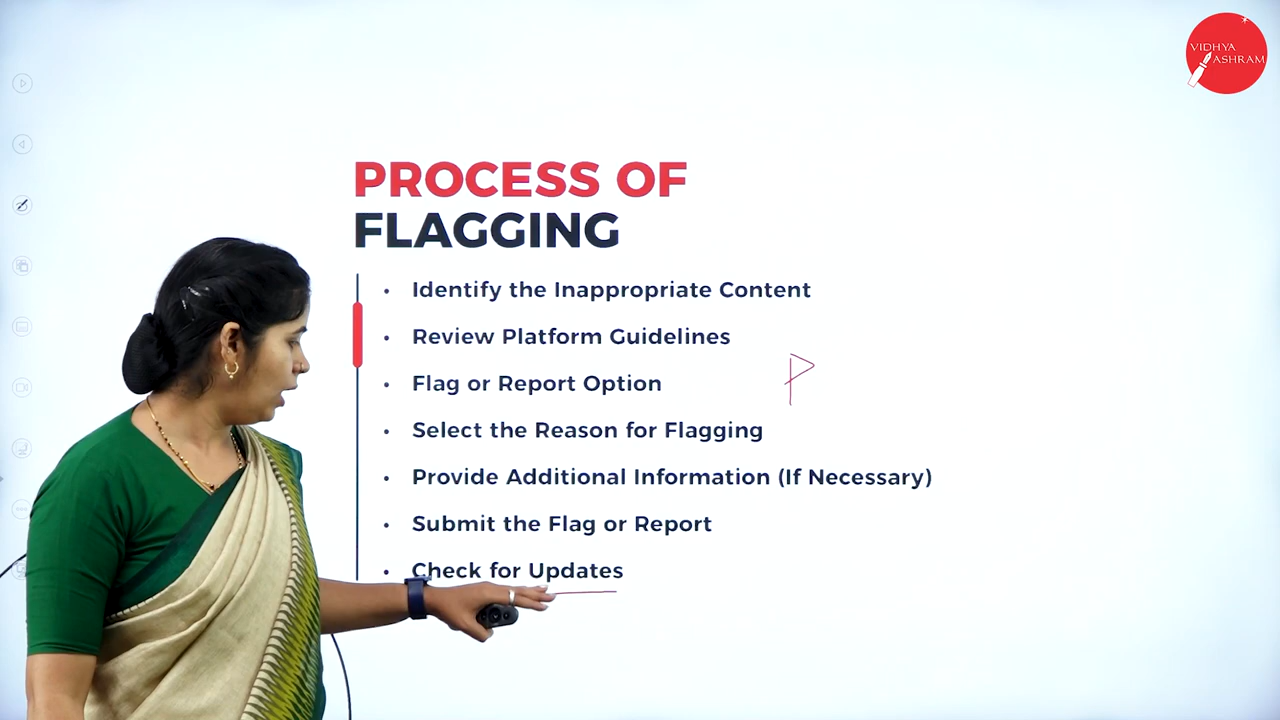 VIDHYA
ASHRAM
PROCESS OF
FLAGGING
• Identify the Inappropriate Content
• Review Platform Guidelines
• Flag or Report Option
P
• Select the Reason for Flagging
• Provide Additional Information (If Necessary)
• Submit the Flag or Report
• Check for Updates